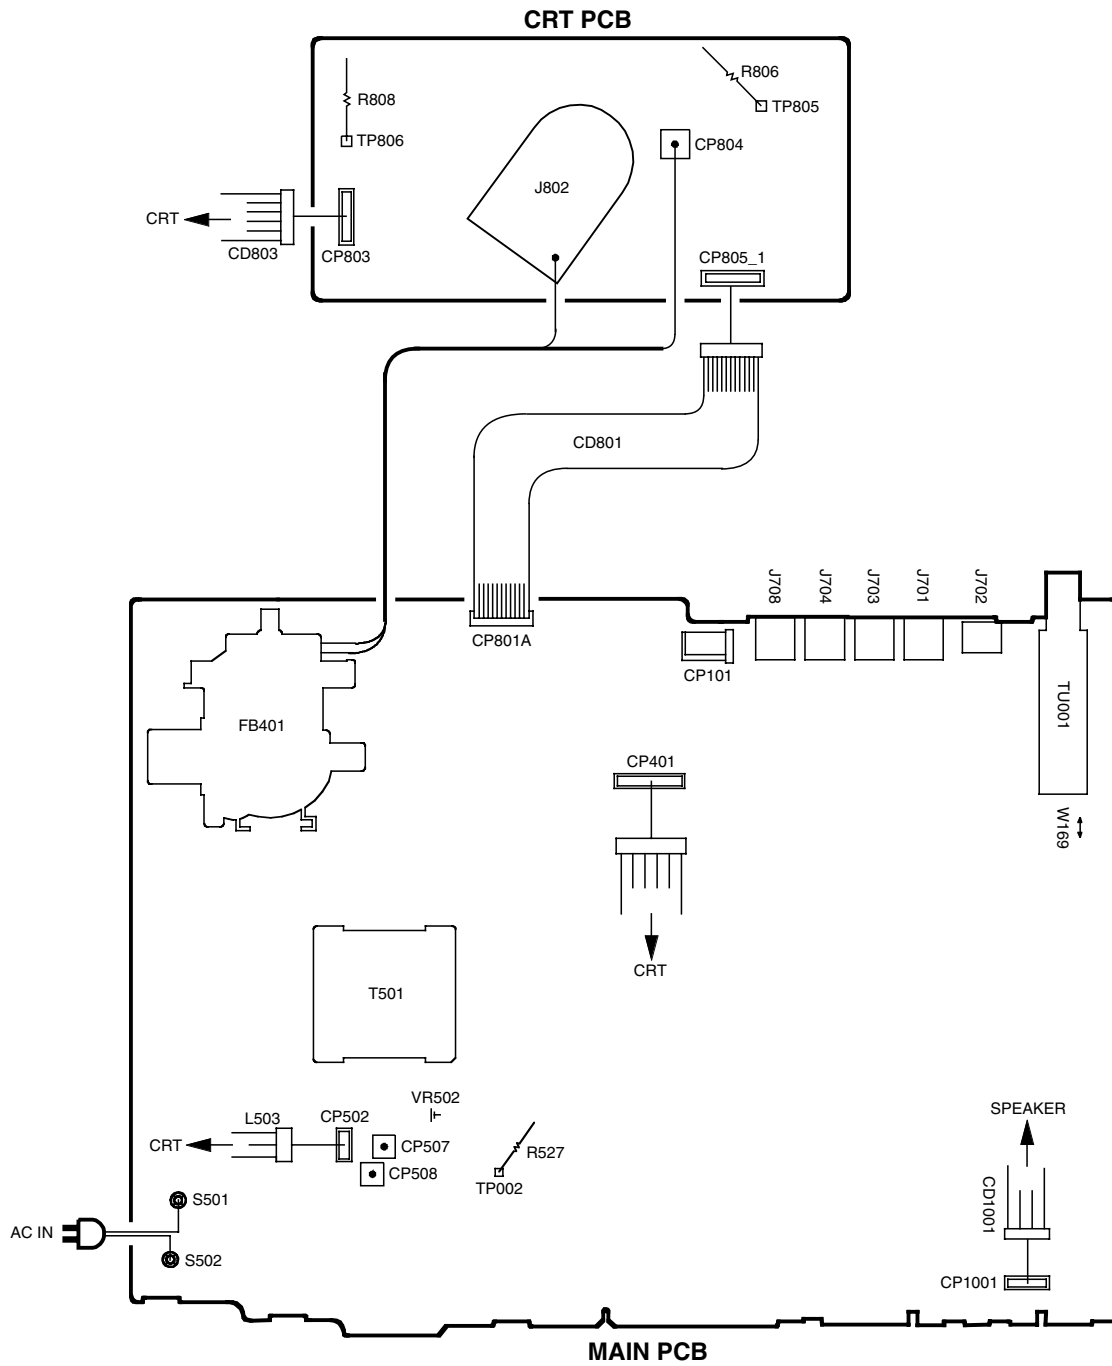 CRT PCB
R806
R808
TP805
TP806
CP804
J802
CRT
CD803
CP803
CP805_1
CD801
J708
J704
J703
J701
J702
CP801A
CP101
TU001
FB401
CP401
W169
CRT
T501
VR502
L503
CP502
SPEAKER
CRT
CP507
R527
CP508
TP002
CD1001
S501
AC IN
S502
CP1001
MAIN PCB